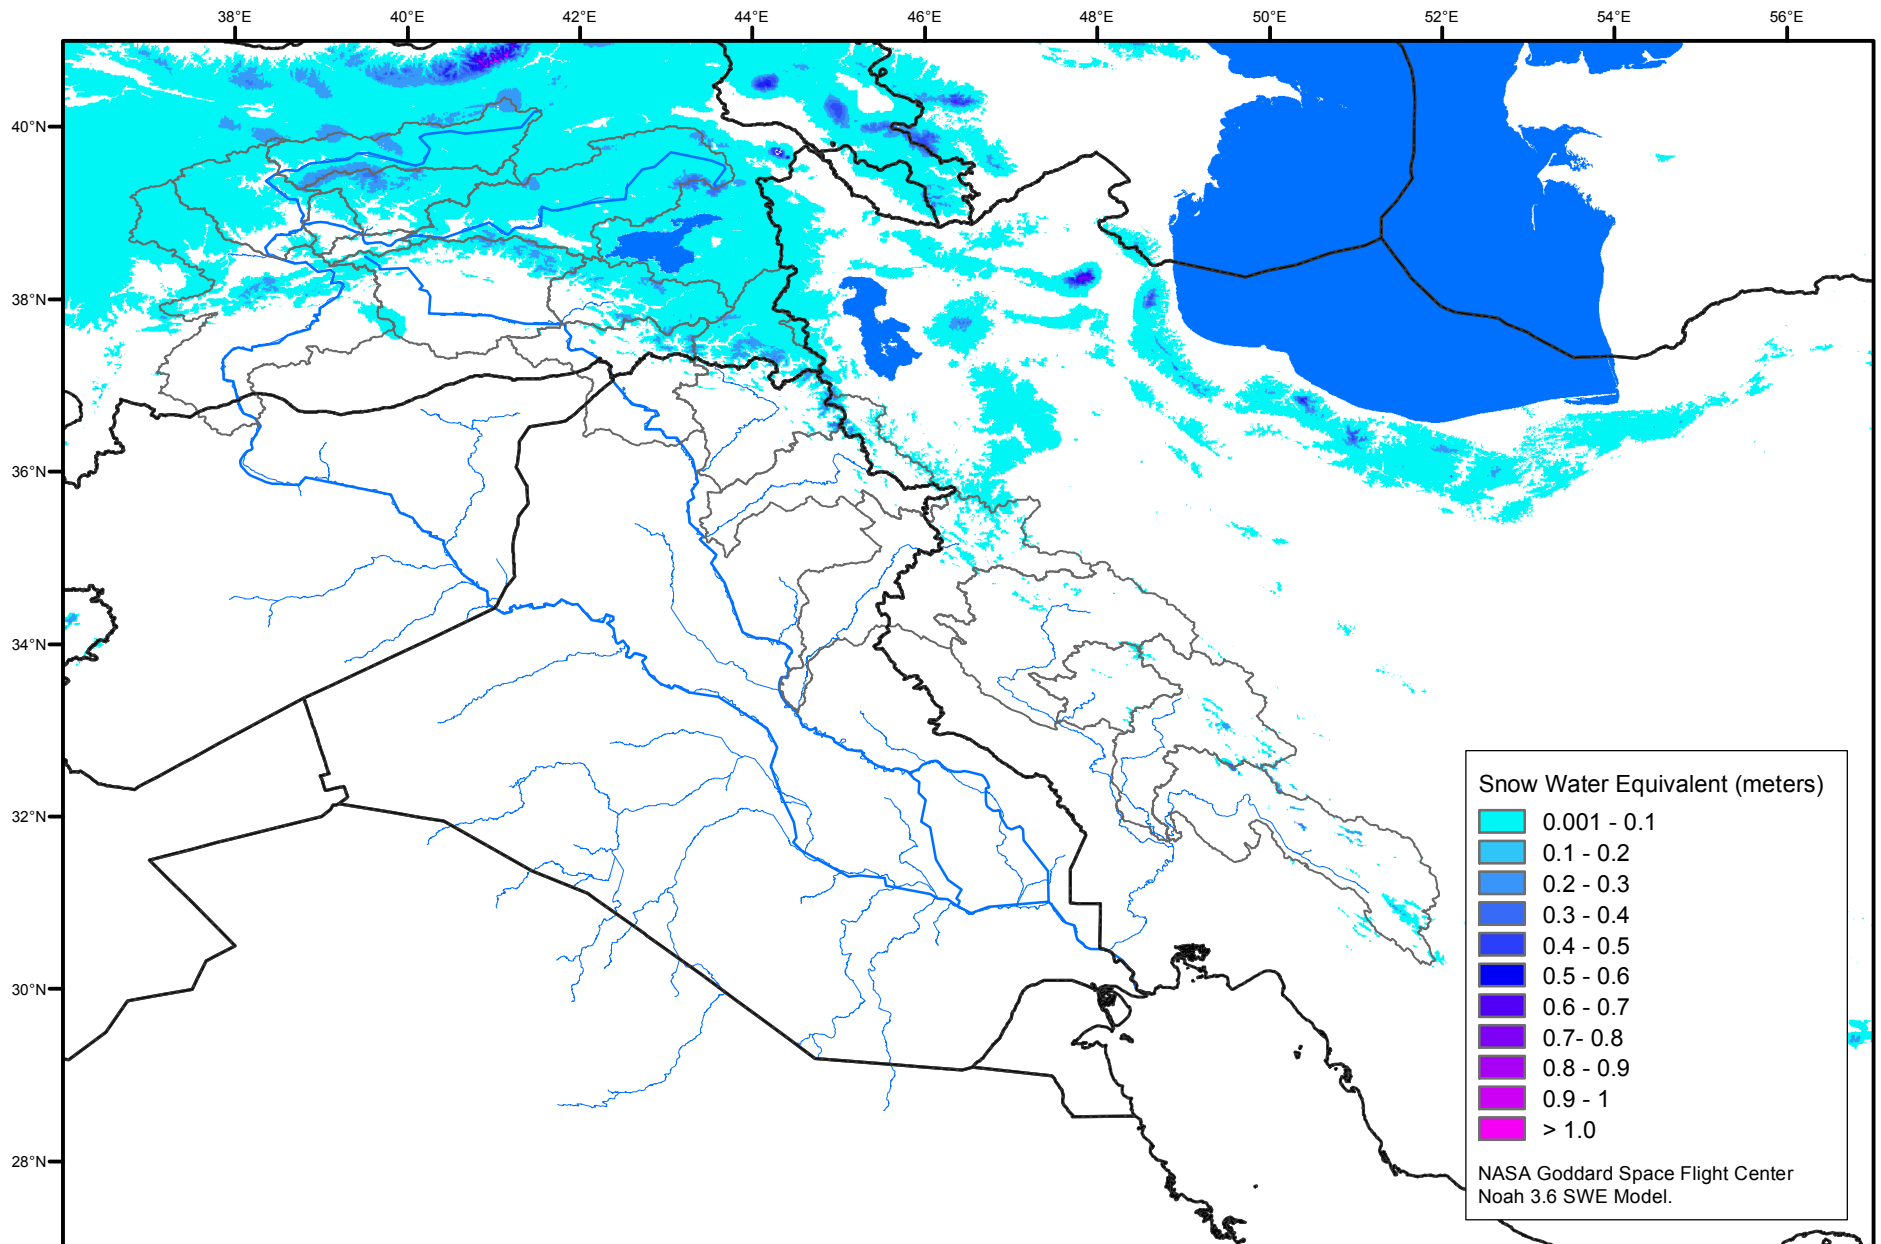 38°E 40°E 42°E 44°E 46°E 48°E 50°E 52°E 54°E 56°E
40°N
38°N
36°N
34°N
32°N
30°N
28°N
Snow Water Equivalent (meters)
0.001 - 0.1
0.1 - 0.2
0.2 - 0.3
0.3 - 0.4
0.4 - 0.5
0.5 - 0.6
0.6 - 0.7
0.7- 0.8
0.8 - 0.9
0.9 - 1
> 1.0
NASA Goddard Space Flight Center
Noah 3.6 SWE Model.